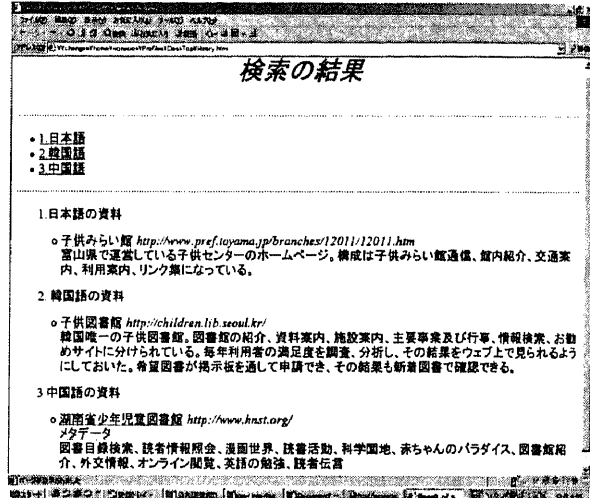 検索の結果
• 1.日本語
• 2.韓国語
• 3.中国語
1.日本語の資料
o 子供みらい館 http://www.pref.toyama.jp/branches/12011/12011.htm
富山県で運営している子供センターのホームページ。構成は子供みらい館通信、館内紹介、交通案
内、利用案内、リンク集になっている。
2. 韓国語の資料
o 子供図書館 http://children.lib.seoul.kr/
韓国唯一の子供図書館。図書館の紹介、資料案内、施設案内、主要事業及び行事、情報検索、お勧
めサイトに分けられている。毎年利用者の満足度を調査、分析し、その結果をウェブ上で見られるよう
にしておいた。希望図書が掲示板を通して申請でき、その結果も新着図書で確認できる。
3 中国語の資料
o 湖南省少年児童図書館 http://www.hnst.org/
メタデータ
図書目録検索、読者情報照会、漫画世界、読書活動、科学園地、赤ちゃんのパラダイス、図書館紹
介、外交情報、オンライン閲覧、英語の勉強、読者伝言